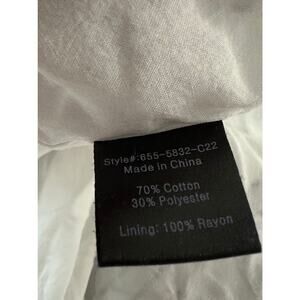 Style#:655-5832-C22
Made in China
70% Cotton
30% Polyester
Lining: 100% Rayon